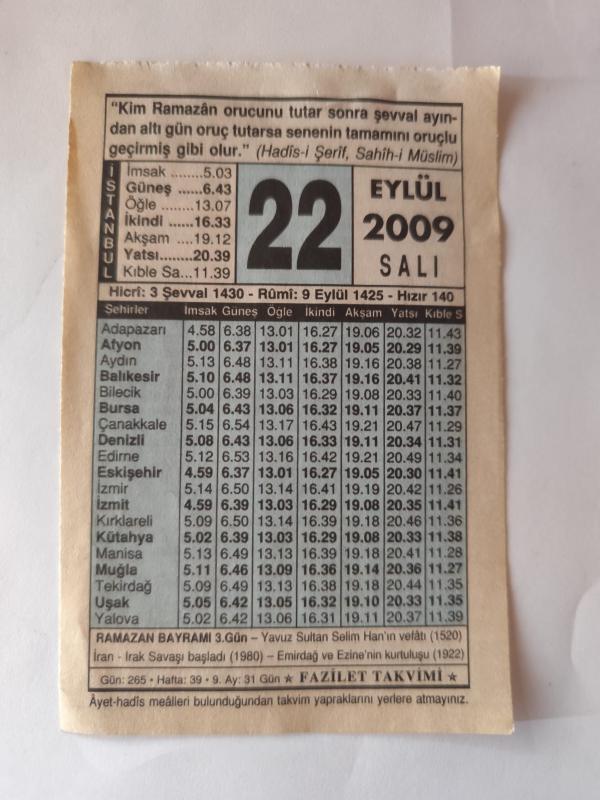 “Kim Ramazân orucunu tutar sonra şevval ayın-
dan altı gün oruç tutarsa senenin tamamını oruçlu
geçirmiş gibi olur.” (Hadîs-i Şerîf, Sahîh-i Müslim)
İSTANBUL
İmsak ........5.03
Güneş ......6.43
Öğle ........13.07
İkindi ......16.33
Akşam ....19.12
Yatsı.......20.39
Kıble Sa...11.39
22
EYLÜL
2009
SALI
Hicrî: 3 Şevval 1430 - Rûmî: 9 Eylül 1425 - Hızır 140
Şehirler İmsak Güneş Öğle İkindi Akşam Yatsı Kıble S
Adapazarı 4.58 6.38 13.01 16.27 19.06 20.32 11.43
Afyon 5.00 6.37 13.01 16.27 19.05 20.29 11.39
Aydın 5.13 6.48 13.11 16.38 19.16 20.38 11.27
Balıkesir 5.10 6.48 13.11 16.37 19.16 20.41 11.32
Bilecik 5.00 6.39 13.03 16.29 19.08 20.33 11.40
Bursa 5.04 6.43 13.06 16.32 19.11 20.37 11.37
Çanakkale 5.15 6.54 13.17 16.43 19.21 20.47 11.29
Denizli 5.08 6.43 13.06 16.33 19.11 20.34 11.31
Edirne 5.12 6.53 13.16 16.42 19.21 20.49 11.34
Eskişehir 4.59 6.37 13.01 16.27 19.05 20.30 11.41
İzmir 5.14 6.50 13.14 16.41 19.19 20.42 11.26
İzmit 4.59 6.39 13.03 16.29 19.08 20.35 11.41
Kırklareli 5.09 6.50 13.14 16.39 19.18 20.46 11.36
Kütahya 5.02 6.39 13.03 16.29 19.08 20.33 11.38
Manisa 5.13 6.49 13.13 16.39 19.18 20.41 11.28
Muğla 5.11 6.46 13.09 16.36 19.14 20.36 11.27
Tekirdağ 5.09 6.49 13.13 16.38 19.18 20.44 11.35
Uşak 5.05 6.42 13.05 16.32 19.10 20.33 11.35
Yalova 5.02 6.42 13.06 16.31 19.11 20.37 11.39
RAMAZAN BAYRAMI 3.Gün – Yavuz Sultan Selim Han'ın vefâtı (1520)
İran - Irak Savaşı başladı (1980) – Emirdağ ve Ezine'nin kurtuluşu (1922)
Gün: 265 • Hafta: 39 • 9. Ay: 31 Gün ★ FAZİLET TAKVİMİ ★
Âyet-hadîs meâlleri bulunduğundan takvim yapraklarını yerlere atmayınız.